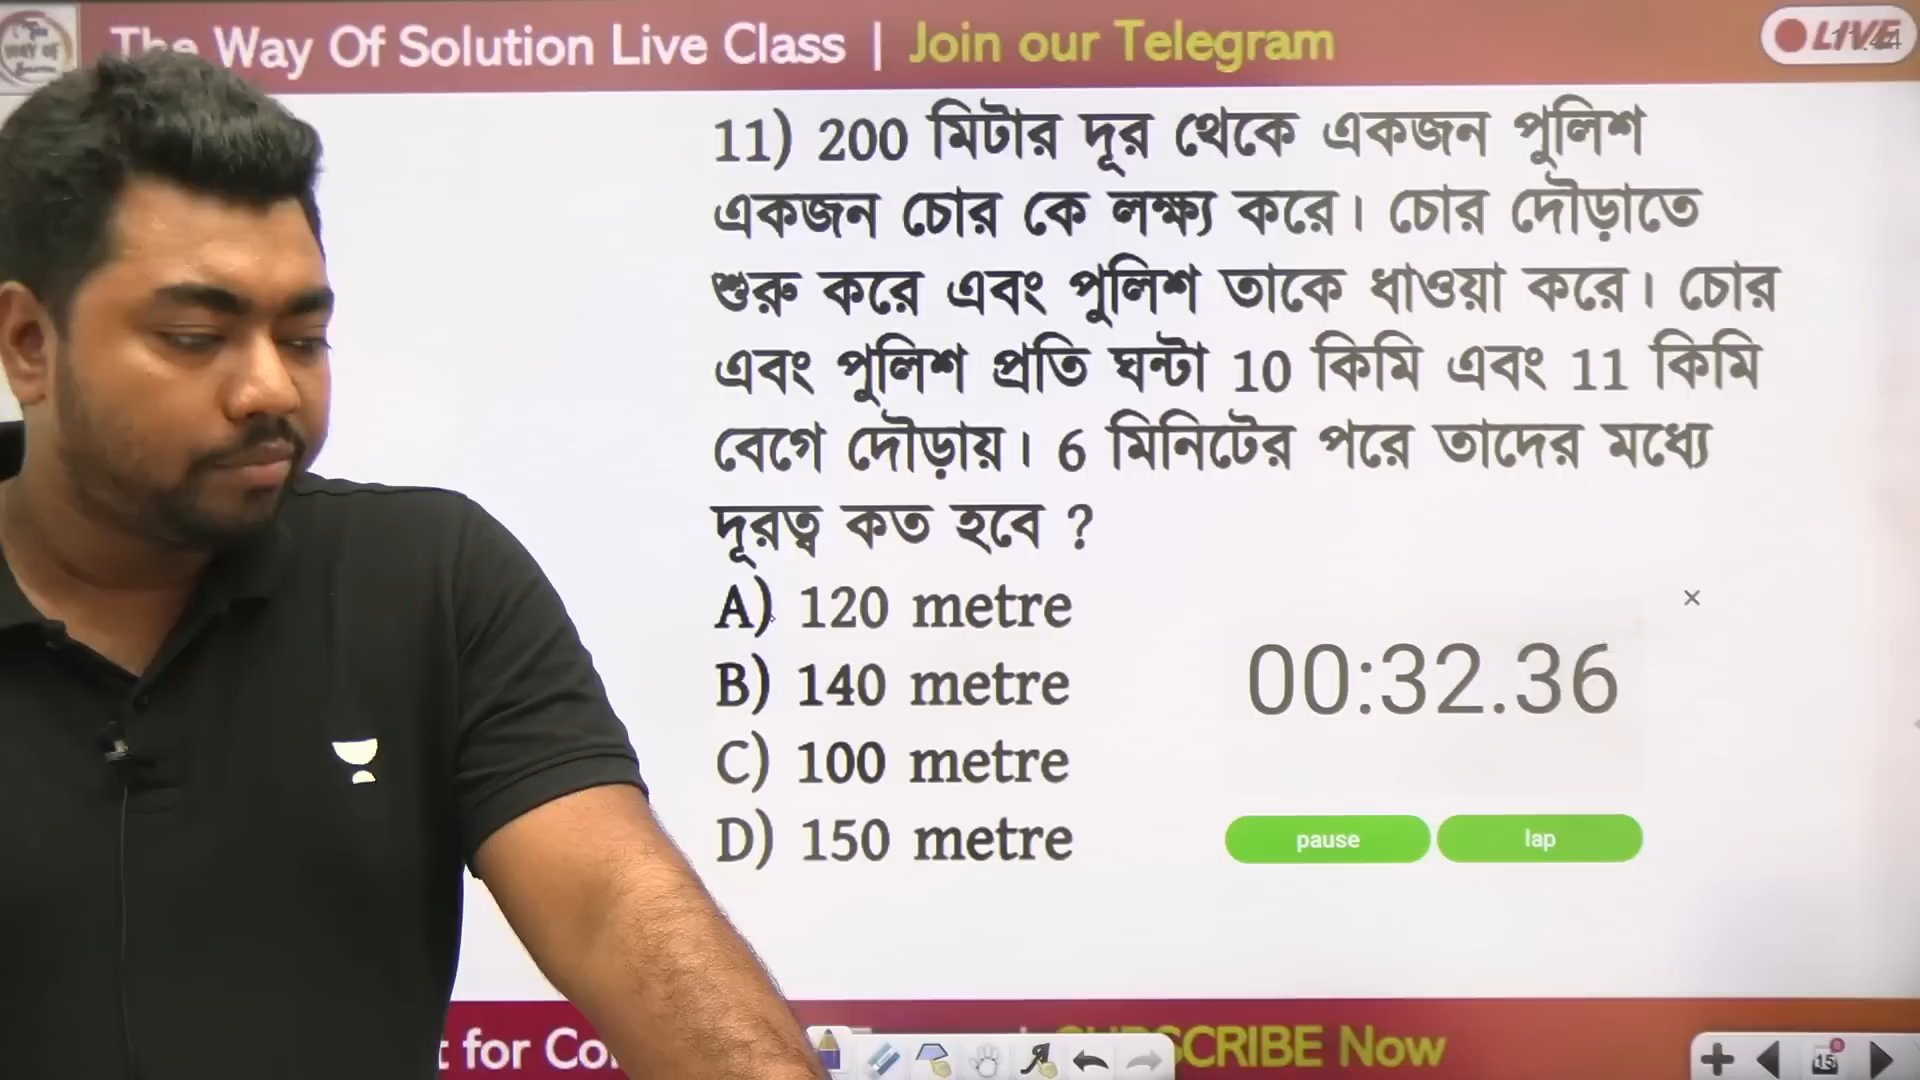 The Way Of Solution Live Class | Join our Telegram
LIVE
11) 200 মিটার দূর থেকে একজন পুলিশ
একজন চোর কে লক্ষ্য করে। চোর দৌড়াতে
শুরু করে এবং পুলিশ তাকে ধাওয়া করে। চোর
এবং পুলিশ প্রতি ঘন্টা 10 কিমি এবং 11 কিমি
বেগে দৌড়ায়। 6 মিনিটের পরে তাদের মধ্যে
দূরত্ব কত হবে ?
A) 120 metre
B) 140 metre
C) 100 metre
D) 150 metre
×
00:32.36
pause lap
t for Co
SCRIBE Now
15